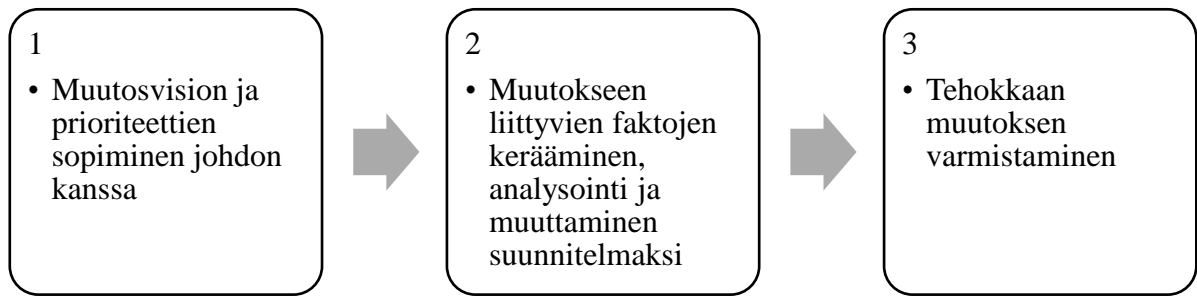 1
• Muutosvision ja
prioriteettien
sopiminen johdon
kanssa
2
• Muutokseen
liittyvien faktojen
kerääminen,
analysointi ja
muuttaminen
suunnitelmaksi
3
• Tehokkaan
muutoksen
varmistaminen